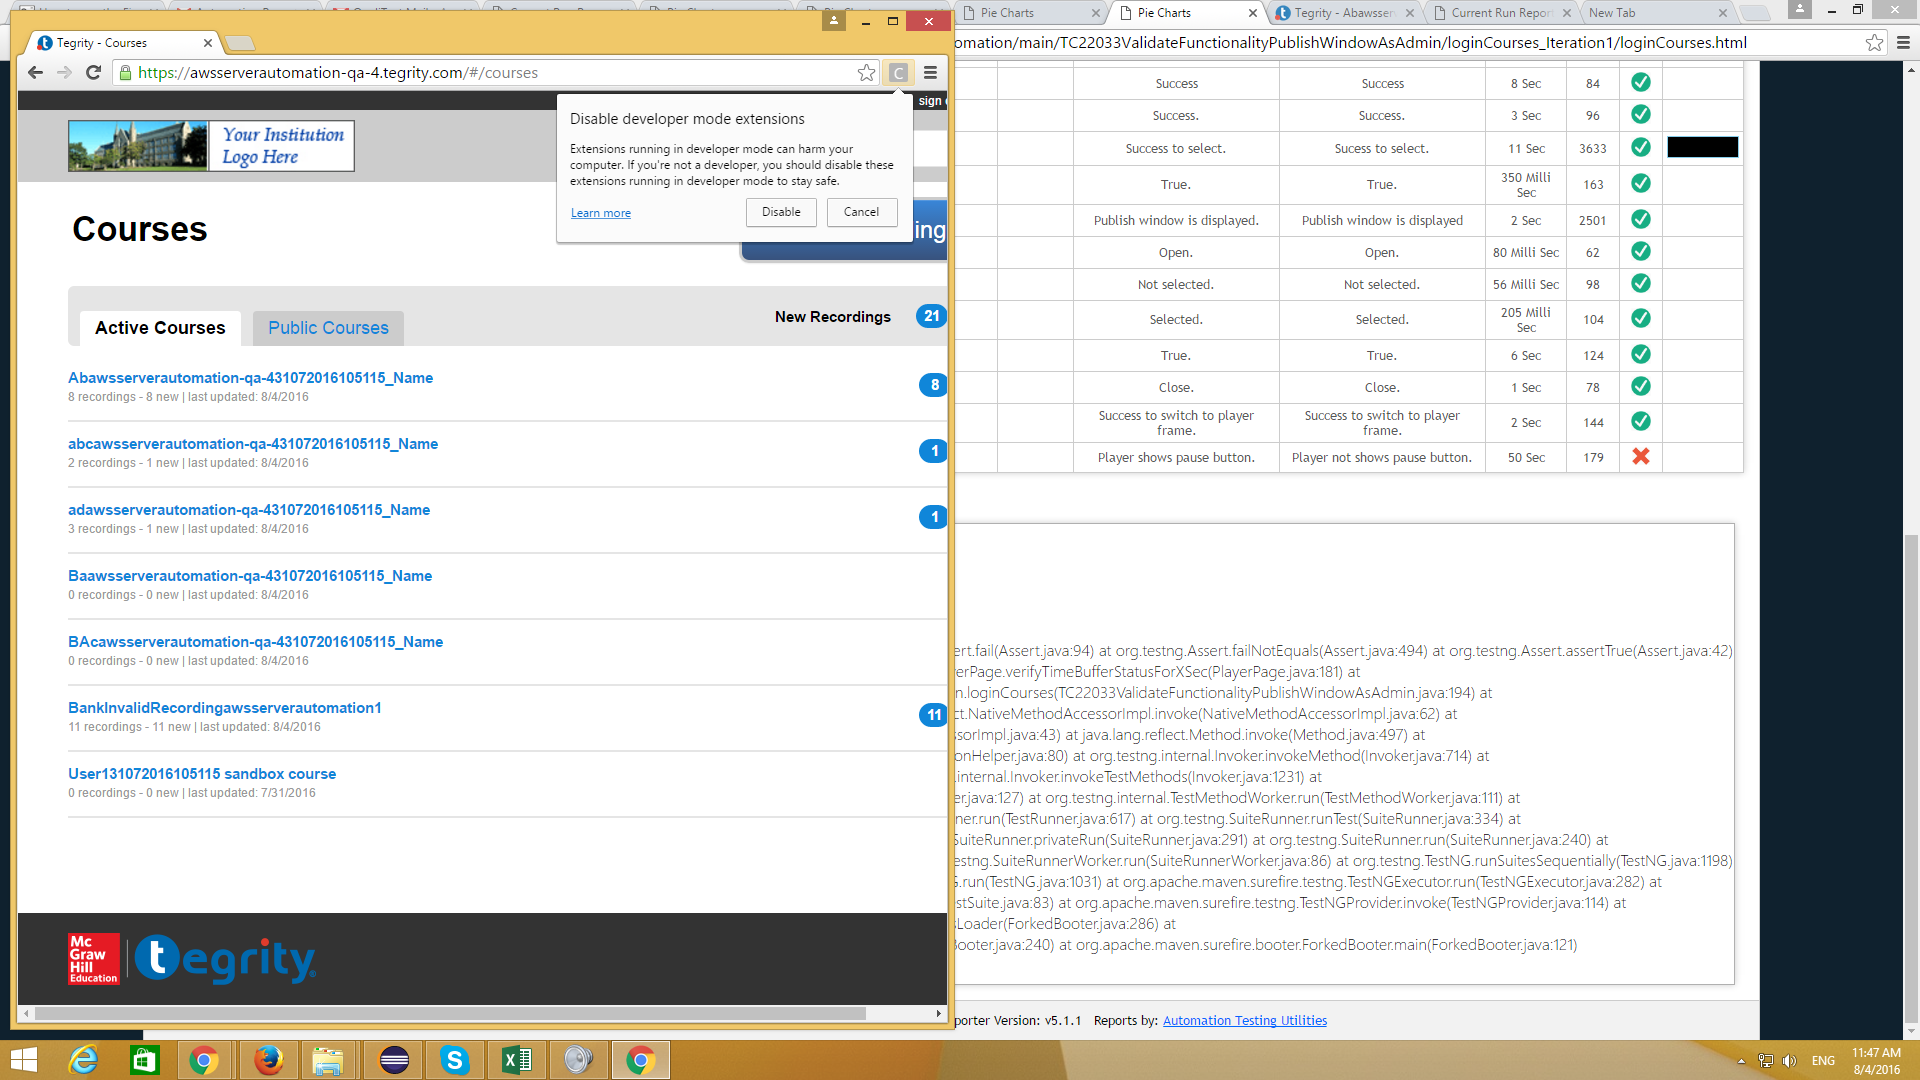 Tegrity - Courses
Pie Charts
Pie Charts
Tegrity - Abawsser
Current Run Report
New Tab
https://awsserverautomation-qa-4.tegrity.com/#/courses
omation/main/TC22033ValidateFunctionalityPublishWindowAsAdmin/loginCourses_Iteration1/loginCourses.html
sign
Your Institution
Logo Here
Disable developer mode extensions
Extensions running in developer mode can harm your
computer. If you're not a developer, you should disable these
extensions running in developer mode to stay safe.
Learn more
Disable
Cancel
Courses
ing
Active Courses
Public Courses
New Recordings
21
Abawsserverautomation-qa-431072016105115_Name
8
8 recordings - 8 new | last updated: 8/4/2016
abcawsserverautomation-qa-431072016105115_Name
1
2 recordings - 1 new | last updated: 8/4/2016
adawsserverautomation-qa-431072016105115_Name
1
3 recordings - 1 new | last updated: 8/4/2016
Baawsserverautomation-qa-431072016105115_Name
0 recordings - 0 new | last updated: 8/4/2016
BAcawsserverautomation-qa-431072016105115_Name
0 recordings - 0 new | last updated: 8/4/2016
BankInvalidRecordingawsserverautomation1
11
11 recordings - 11 new | last updated: 8/4/2016
User131072016105115 sandbox course
0 recordings - 0 new | last updated: 7/31/2016
Mc
Graw
Hill
Education
tegrity
Success Success 8 Sec 84
Success. Success. 3 Sec 96
Success to select. Sucess to select. 11 Sec 3633
True. True. 350 Milli Sec 163
Publish window is displayed. Publish window is displayed 2 Sec 2501
Open. Open. 80 Milli Sec 62
Not selected. Not selected. 56 Milli Sec 98
Selected. Selected. 205 Milli Sec 104
True. True. 6 Sec 124
Close. Close. 1 Sec 78
Success to switch to player frame. Success to switch to player frame. 2 Sec 144
Player shows pause button. Player not shows pause button. 50 Sec 179
rt.fail(Assert.java:94) at org.testng.Assert.failNotEquals(Assert.java:494) at org.testng.Assert.assertTrue(Assert.java:42)
erPage.verifyTimeBufferStatusForXSec(PlayerPage.java:181) at
n.loginCourses(TC22033ValidateFunctionalityPublishWindowAsAdmin.java:194) at
ct.NativeMethodAccessorImpl.invoke(NativeMethodAccessorImpl.java:62) at
sorImpl.java:43) at java.lang.reflect.Method.invoke(Method.java:497) at
onHelper.java:80) at org.testng.internal.Invoker.invokeMethod(Invoker.java:714) at
.internal.Invoker.invokeTestMethods(Invoker.java:1231) at
er.java:127) at org.testng.internal.TestMethodWorker.run(TestMethodWorker.java:111) at
ner.run(TestRunner.java:617) at org.testng.SuiteRunner.runTest(SuiteRunner.java:334) at
SuiteRunner.privateRun(SuiteRunner.java:291) at org.testng.SuiteRunner.run(SuiteRunner.java:240) at
estng.SuiteRunnerWorker.run(SuiteRunnerWorker.java:86) at org.testng.TestNG.runSuitesSequentially(TestNG.java:1198)
G.run(TestNG.java:1031) at org.apache.maven.surefire.testng.TestNGExecutor.run(TestNGExecutor.java:282) at
stSuite.java:83) at org.apache.maven.surefire.testng.TestNGProvider.invoke(TestNGProvider.java:114) at
sLoader(ForkedBooter.java:286) at
ooter.java:240) at org.apache.maven.surefire.booter.ForkedBooter.main(ForkedBooter.java:121)
porter Version: v5.1.1 Reports by: Automation Testing Utilities
ENG
11:47 AM
8/4/2016